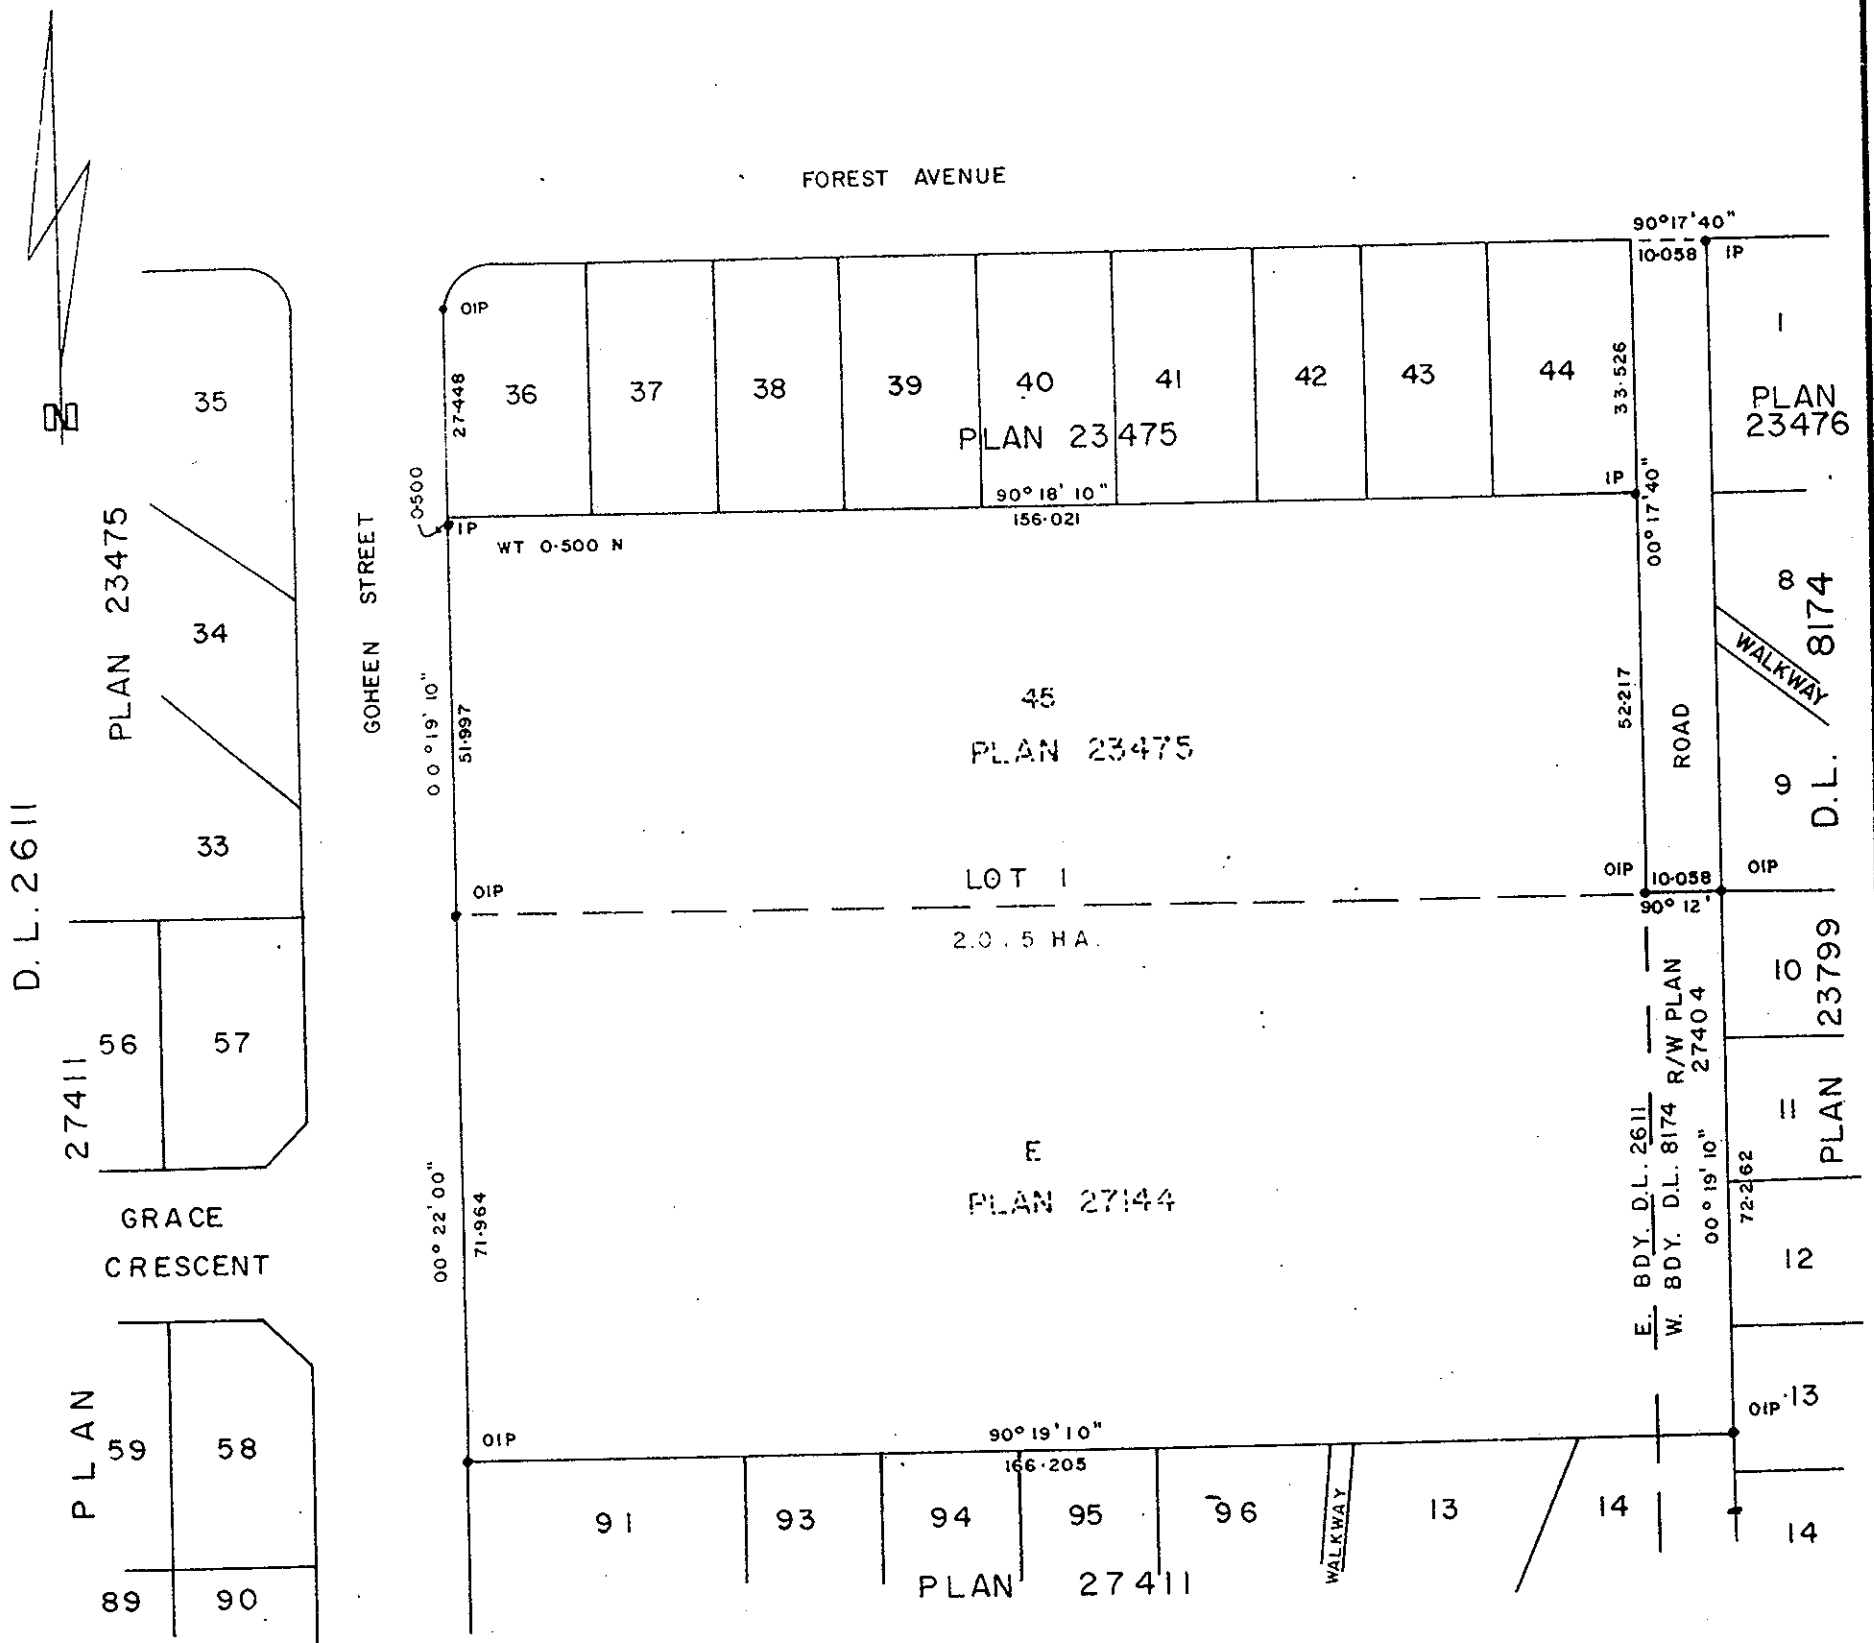 FOREST AVENUE
90°17'40"
10·058
IP
OIP
1
35
27·448
36
37
38
39
40
41
42
43
44
33·526
PLAN
23476
PLAN 23475
N
0·500
90° 18' 10"
IP
00°17'40"
IP
156·021
WT 0·500 N
PLAN 23475
GOHEEN STREET
34
8
WALKWAY
D.L. 8174
00°19' 10"
51·997
45
PLAN 23475
52·217
ROAD
9
33
D.L. 2611
OIP
LOT 1
OIP
10·058
OIP
90° 12'
HA.
10
56
57
E
PLAN 27144
E. BDY. D.L. 2611
W. BDY. D.L. 8174
R/W PLAN
27404
11
PLAN 23799
00° 19' 10"
72·262
00° 22' 00"
71·964
GRACE
CRESCENT
12
PLAN 27411
59
58
OIP
90° 19' 10"
166·205
OIP
13
91
93
94
95
96
WALKWAY
13
14
14
PLAN 27411
89
90